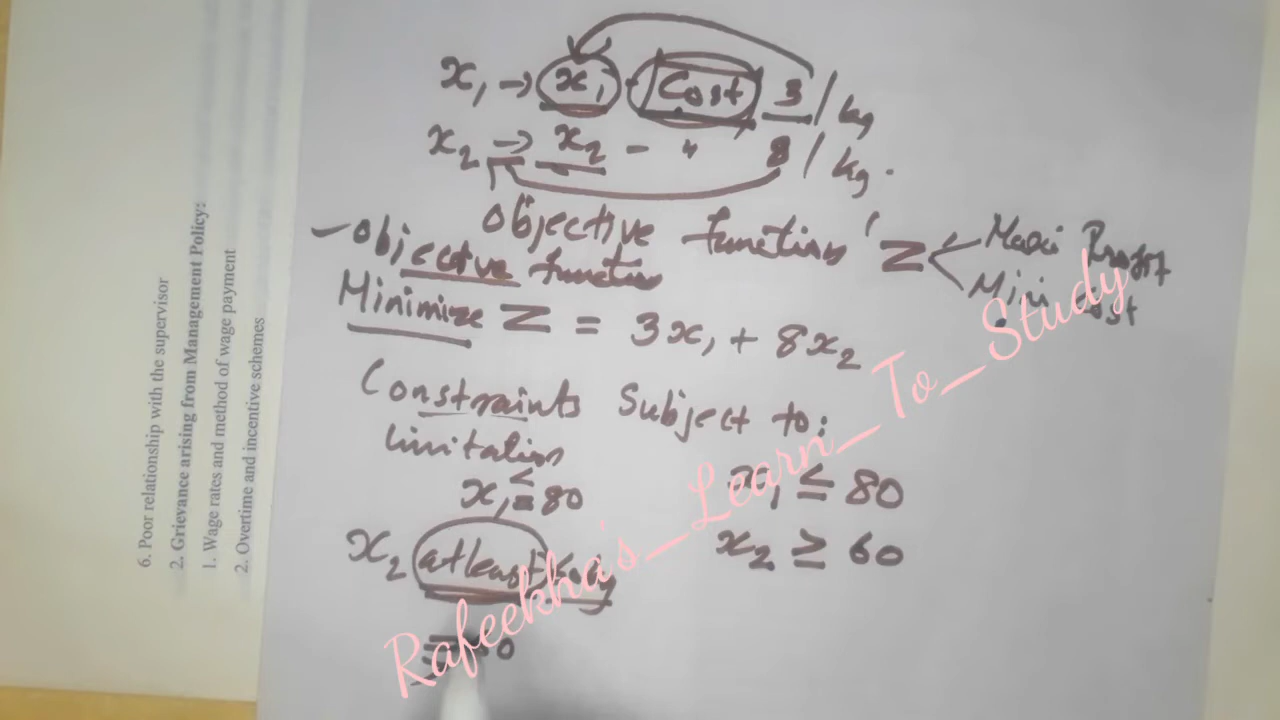 x₁ → x₁ - Cost 3/kg
x₂ → x₂ - " 8/kg.
Objective function Z Maxi Profit
Mini Cost
- Objective function
Minimize Z = 3x₁ + 8x₂
Constraints Subject to:
limitation
x₁ ≤ 80 x₁ ≤ 80
x₂ atleast x₂ ≥ 60
Rafeekha's_Learn_To_Study
6. Poor relationship with the supervisor
2. Grievance arising from Management Policy:
1. Wage rates and method of wage payment
2. Overtime and incentive schemes